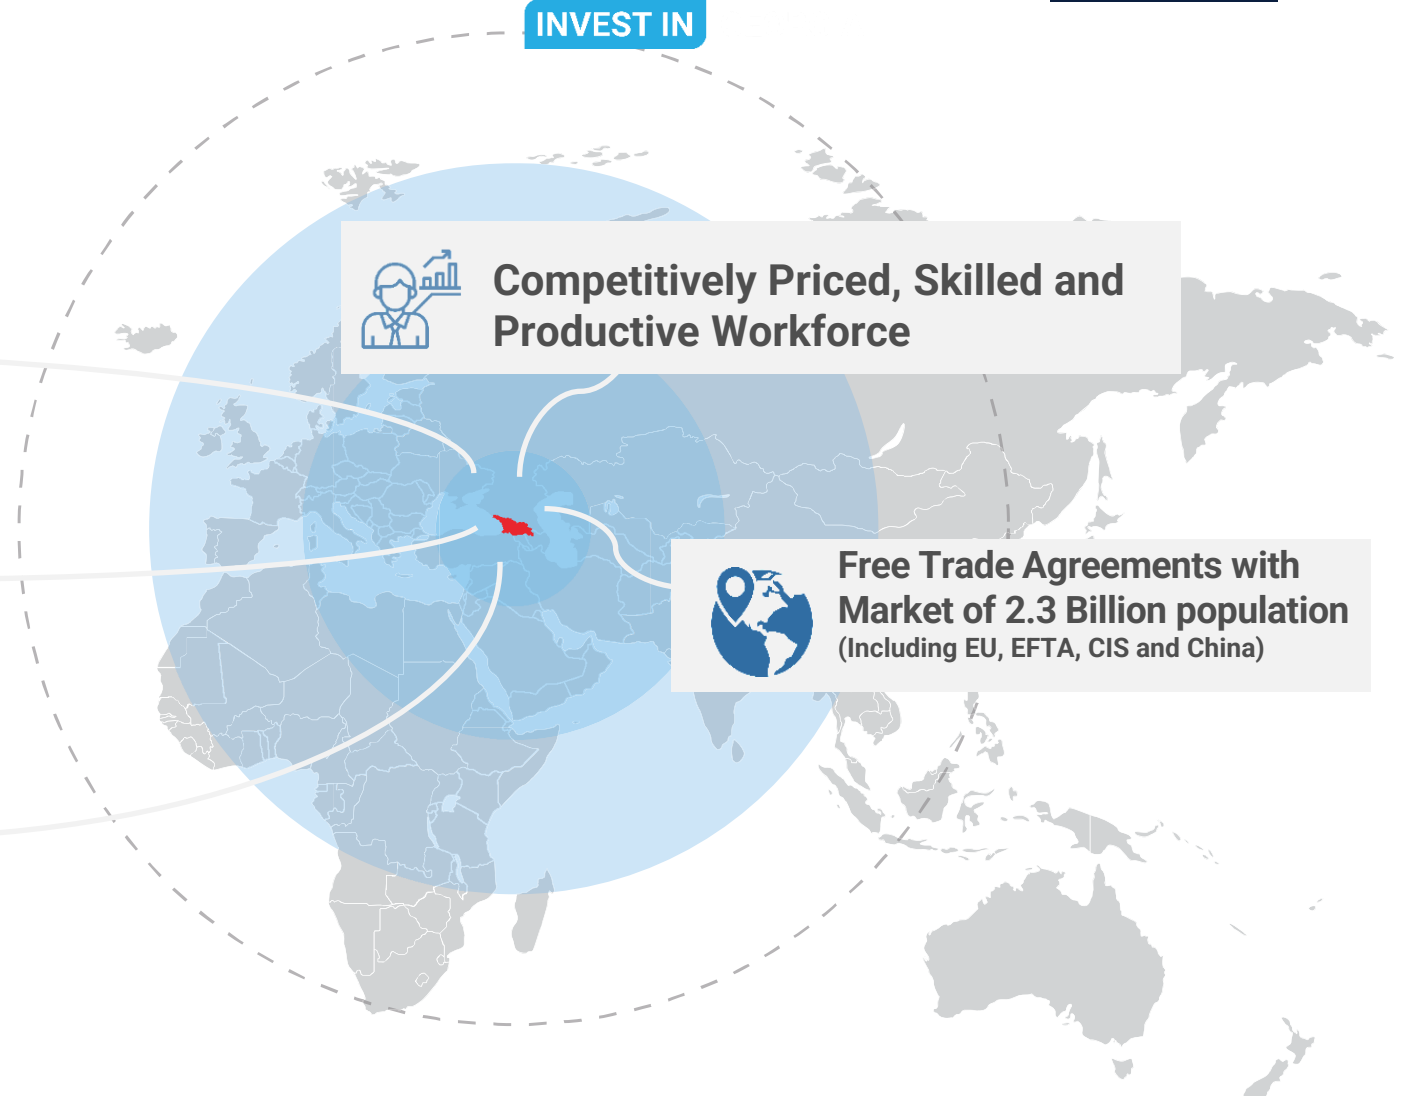 INVEST IN
Competitively Priced, Skilled and
Productive Workforce
Free Trade Agreements with
Market of 2.3 Billion population
(Including EU, EFTA, CIS and China)